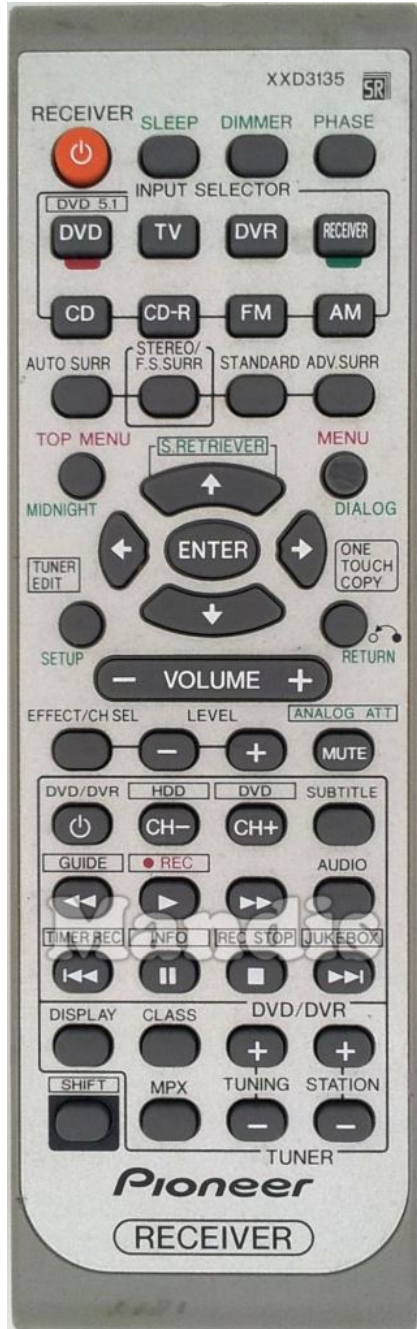 XXD3135 SR
RECEIVER SLEEP DIMMER PHASE
INPUT SELECTOR
DVD 5.1
DVD TV DVR RECEIVER
CD CD-R FM AM
STEREO/
AUTO SURR F.S.SURR STANDARD ADV.SURR
TOP MENU S.RETRIEVER MENU
MIDNIGHT DIALOG
ENTER
TUNER
EDIT
ONE
TOUCH
COPY
SETUP RETURN
– VOLUME +
EFFECT/CH SEL LEVEL ANALOG ATT
– + MUTE
DVD/DVR HDD DVD SUBTITLE
CH– CH+
GUIDE ● REC AUDIO
Mandis
TIMER REC INFO REC STOP JUKEBOX
DISPLAY CLASS DVD/DVR
+ +
SHIFT MPX TUNING STATION
– –
TUNER
Pioneer
RECEIVER